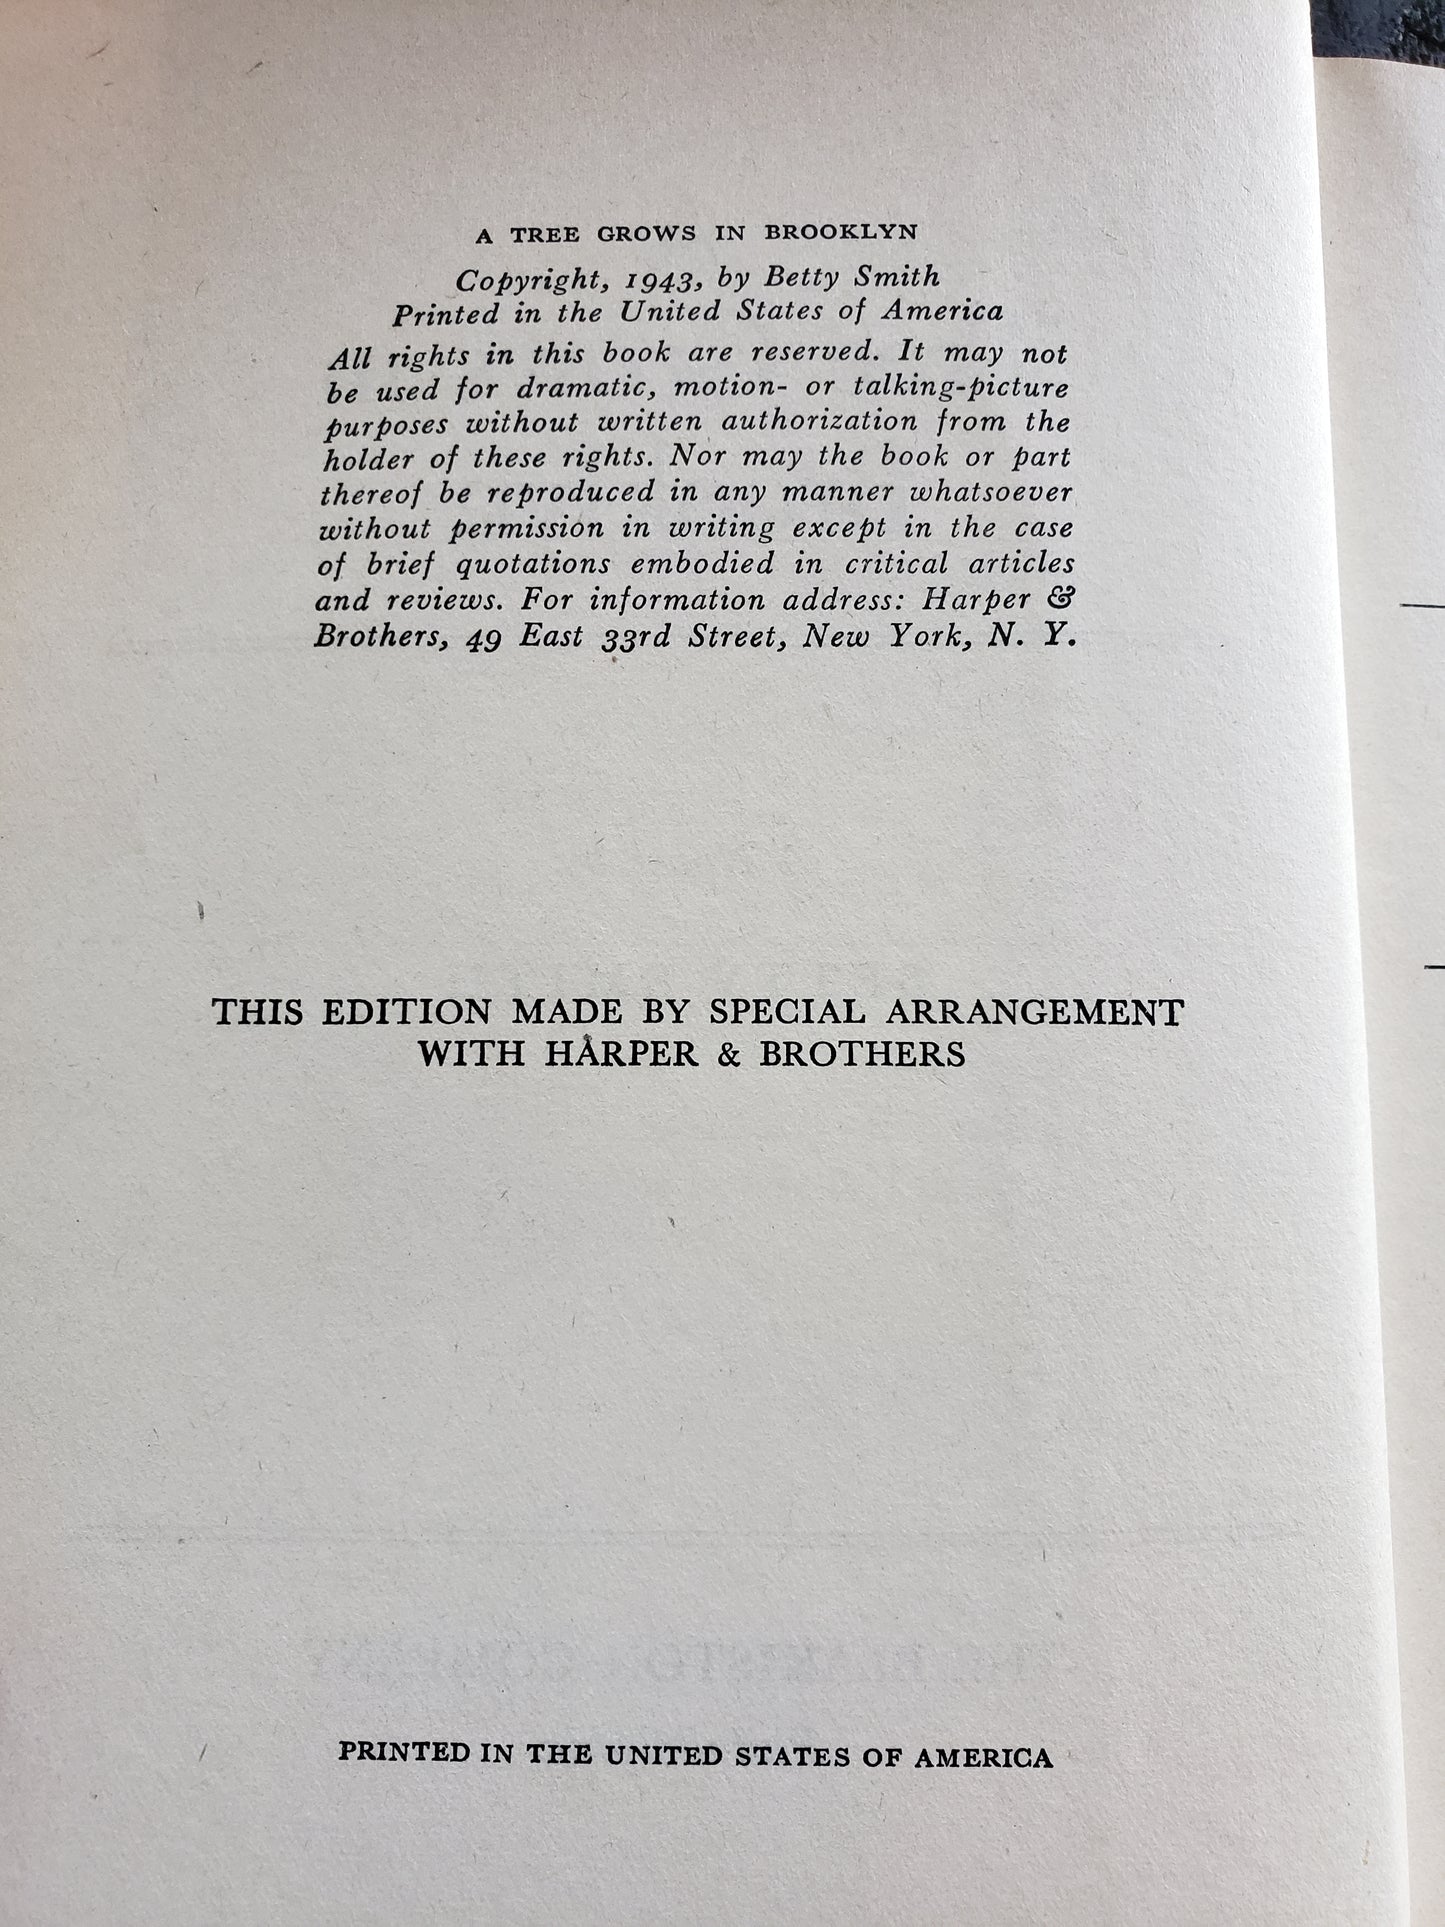 A TREE GROWS IN BROOKLYN
Copyright, 1943, by Betty Smith
Printed in the United States of America
All rights in this book are reserved. It may not
be used for dramatic, motion- or talking-picture
purposes without written authorization from the
holder of these rights. Nor may the book or part
thereof be reproduced in any manner whatsoever
without permission in writing except in the case
of brief quotations embodied in critical articles
and reviews. For information address: Harper &
Brothers, 49 East 33rd Street, New York, N. Y.
THIS EDITION MADE BY SPECIAL ARRANGEMENT
WITH HARPER & BROTHERS
PRINTED IN THE UNITED STATES OF AMERICA